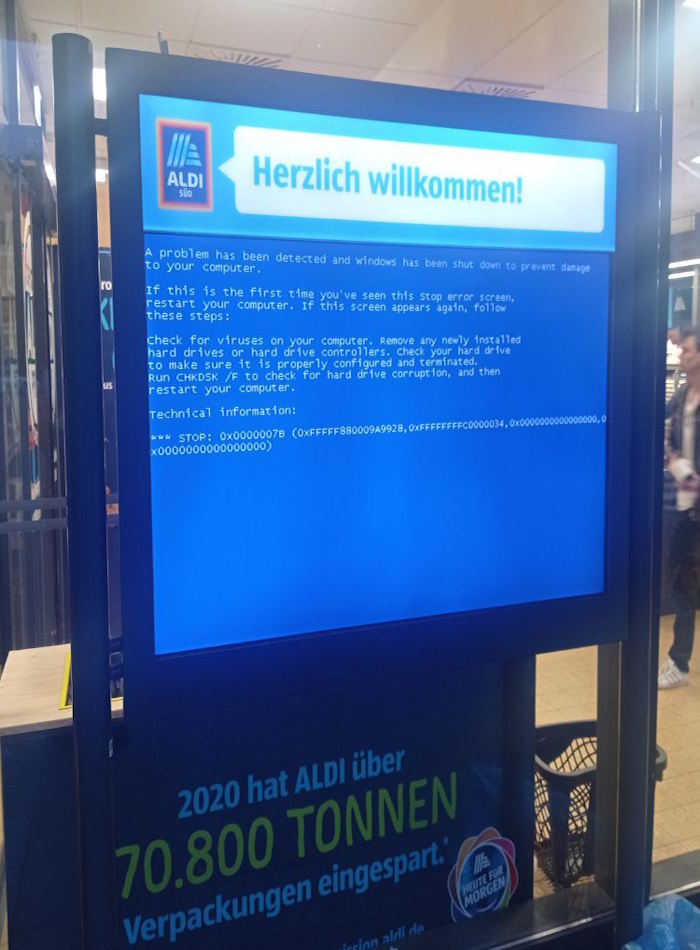 ALDI
SÜD
Herzlich willkommen!
A problem has been detected and windows has been shut down to prevent damage
to your computer.
If this is the first time you've seen this Stop error screen,
restart your computer. If this screen appears again, follow
these steps:
Check for viruses on your computer. Remove any newly installed
hard drives or hard drive controllers. Check your hard drive
to make sure it is properly configured and terminated.
Run CHKDSK /F to check for hard drive corruption, and then
restart your computer.
Technical information:
*** STOP: 0x0000007B (0xFFFFF880009A9928,0xFFFFFFFFC0000034,0x0000000000000000,0
x0000000000000000)
2020 hat ALDI über
70.800 TONNEN
Verpackungen eingespart.*
HEUTE FÜR
MORGEN
mission.aldi.de